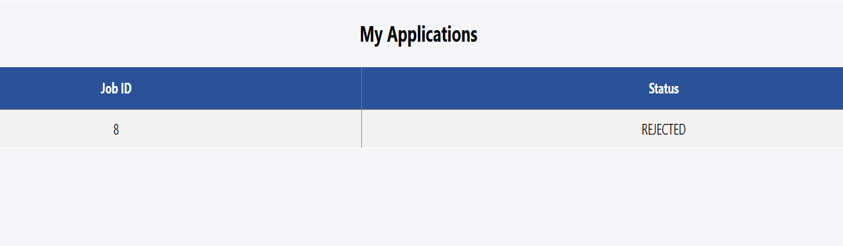 My Applications
Job ID Status
8 REJECTED